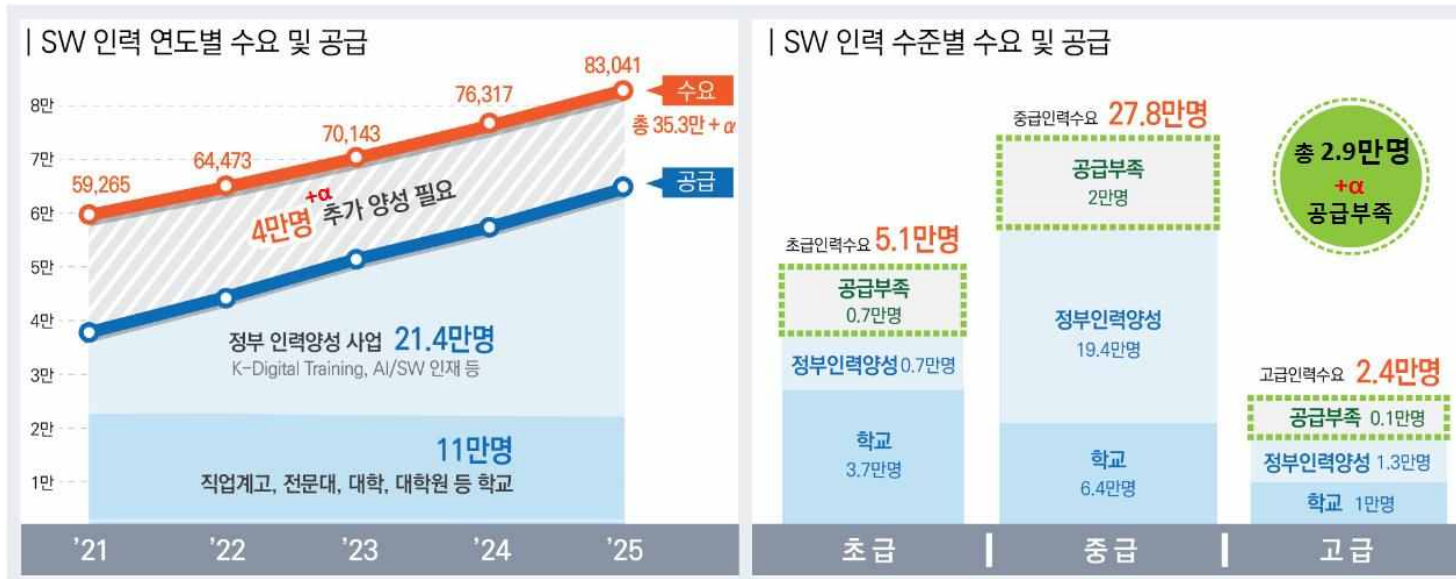 | SW 인력 연도별 수요 및 공급
83,041
76,317
70,143
64,473
59,265
수요
총 35.3만 + α
공급
8만
7만
6만
5만
4만
3만
2만
1만
+α
4만명 추가 양성 필요
정부 인력양성 사업 21.4만명
K-Digital Training, AI/SW 인재 등
11만명
직업계고, 전문대, 대학, 대학원 등 학교
'21 '22 '23 '24 '25
| SW 인력 수준별 수요 및 공급
초급인력수요 5.1만명
공급부족
0.7만명
정부인력양성 0.7만명
학교
3.7만명
중급인력수요 27.8만명
공급부족
2만명
정부인력양성
19.4만명
학교
6.4만명
총 2.9만명
+α
공급부족
고급인력수요 2.4만명
공급부족 0.1만명
정부인력양성 1.3만명
학교 1만명
초급 | 중급 | 고급